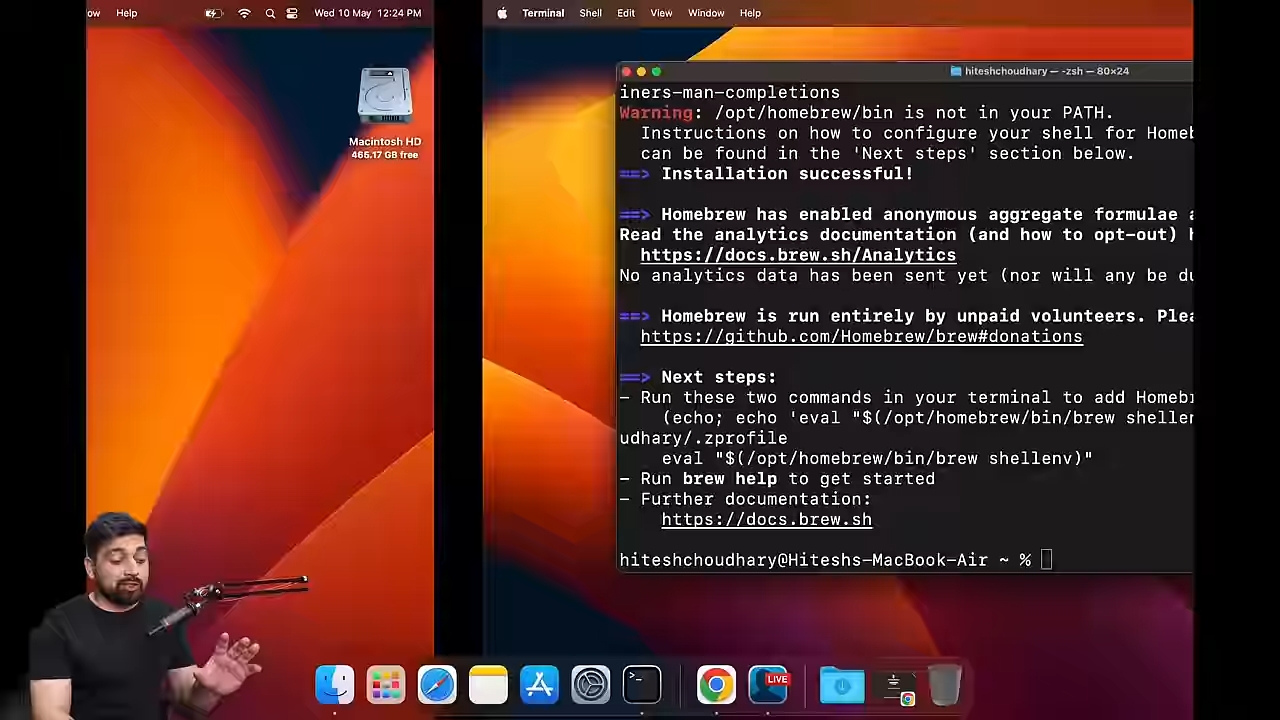 ow Help Wed 10 May 12:24 PM
Macintosh HD
465.17 GB free
Terminal Shell Edit View Window Help
hiteshchoudhary — -zsh — 80×24
iners-man-completions
Warning: /opt/homebrew/bin is not in your PATH.
Instructions on how to configure your shell for Homeb
can be found in the 'Next steps' section below.
==> Installation successful!
==> Homebrew has enabled anonymous aggregate formulae a
Read the analytics documentation (and how to opt-out) h
https://docs.brew.sh/Analytics
No analytics data has been sent yet (nor will any be du
==> Homebrew is run entirely by unpaid volunteers. Plea
https://github.com/Homebrew/brew#donations
==> Next steps:
- Run these two commands in your terminal to add Homeb
(echo; echo 'eval "$(/opt/homebrew/bin/brew shellen
udhary/.zprofile
eval "$(/opt/homebrew/bin/brew shellenv)"
- Run brew help to get started
- Further documentation:
https://docs.brew.sh
hiteshchoudhary@Hiteshs-MacBook-Air ~ %
LIVE